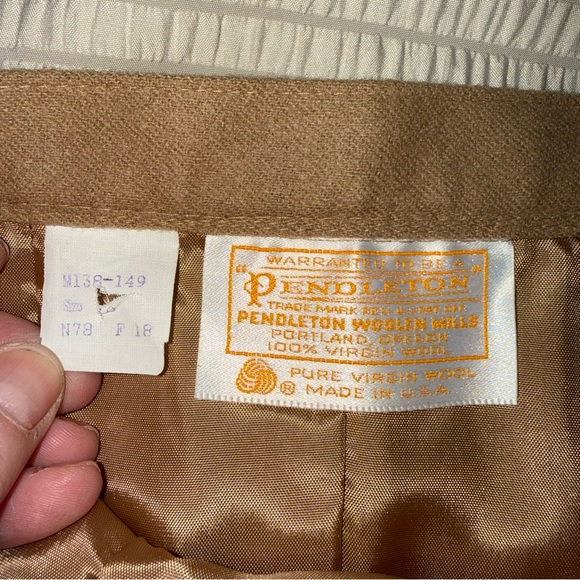 M138-149
N78 F 18
WARRANTED TO BE A
"PENDLETON"
TRADE MARK REG. U.S. PAT. OFF.
PENDLETON WOOLEN MILLS
PORTLAND, OREGON
100% VIRGIN WOOL
PURE VIRGIN WOOL
® MADE IN U.S.A.